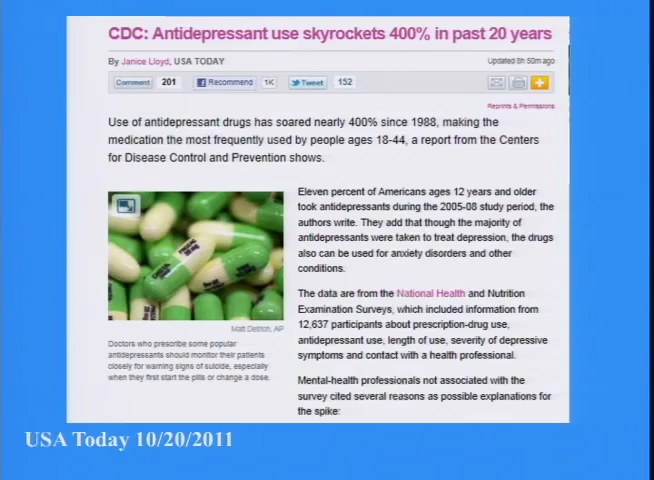 CDC: Antidepressant use skyrockets 400% in past 20 years
By Janice Lloyd, USA TODAY
Updated 8h 50m ago
Comment 201 Recommend 1K Tweet 152
Reprints & Permissions
Use of antidepressant drugs has soared nearly 400% since 1988, making the
medication the most frequently used by people ages 18-44, a report from the Centers
for Disease Control and Prevention shows.
Matt Detrich, AP
Doctors who prescribe some popular
antidepressants should monitor their patients
closely for warning signs of suicide, especially
when they first start the pills or change a dose.
Eleven percent of Americans ages 12 years and older
took antidepressants during the 2005-08 study period, the
authors write. They add that though the majority of
antidepressants were taken to treat depression, the drugs
also can be used for anxiety disorders and other
conditions.
The data are from the National Health and Nutrition
Examination Surveys, which included information from
12,637 participants about prescription-drug use,
antidepressant use, length of use, severity of depressive
symptoms and contact with a health professional.
Mental-health professionals not associated with the
survey cited several reasons as possible explanations for
the spike:
USA Today 10/20/2011